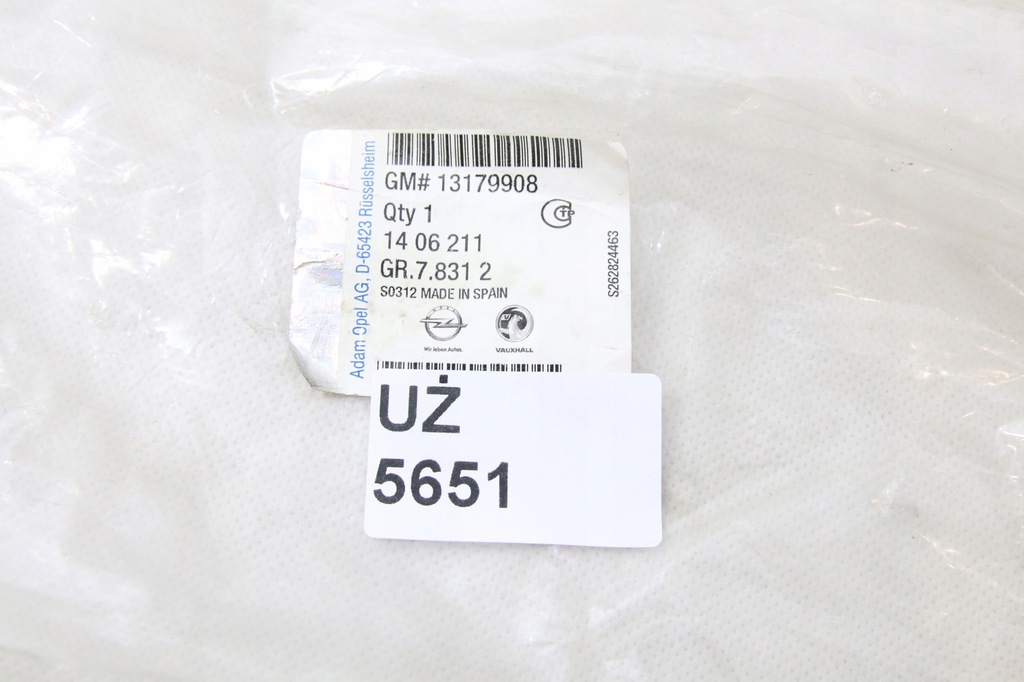 Adam Opel AG, D-65423 Rüsselsheim
GM# 13179908
Qty 1
14 06 211
GR.7.831 2
S0312 MADE IN SPAIN
S262824463
Wir leben Autos.
VAUXHALL
UŻ
5651